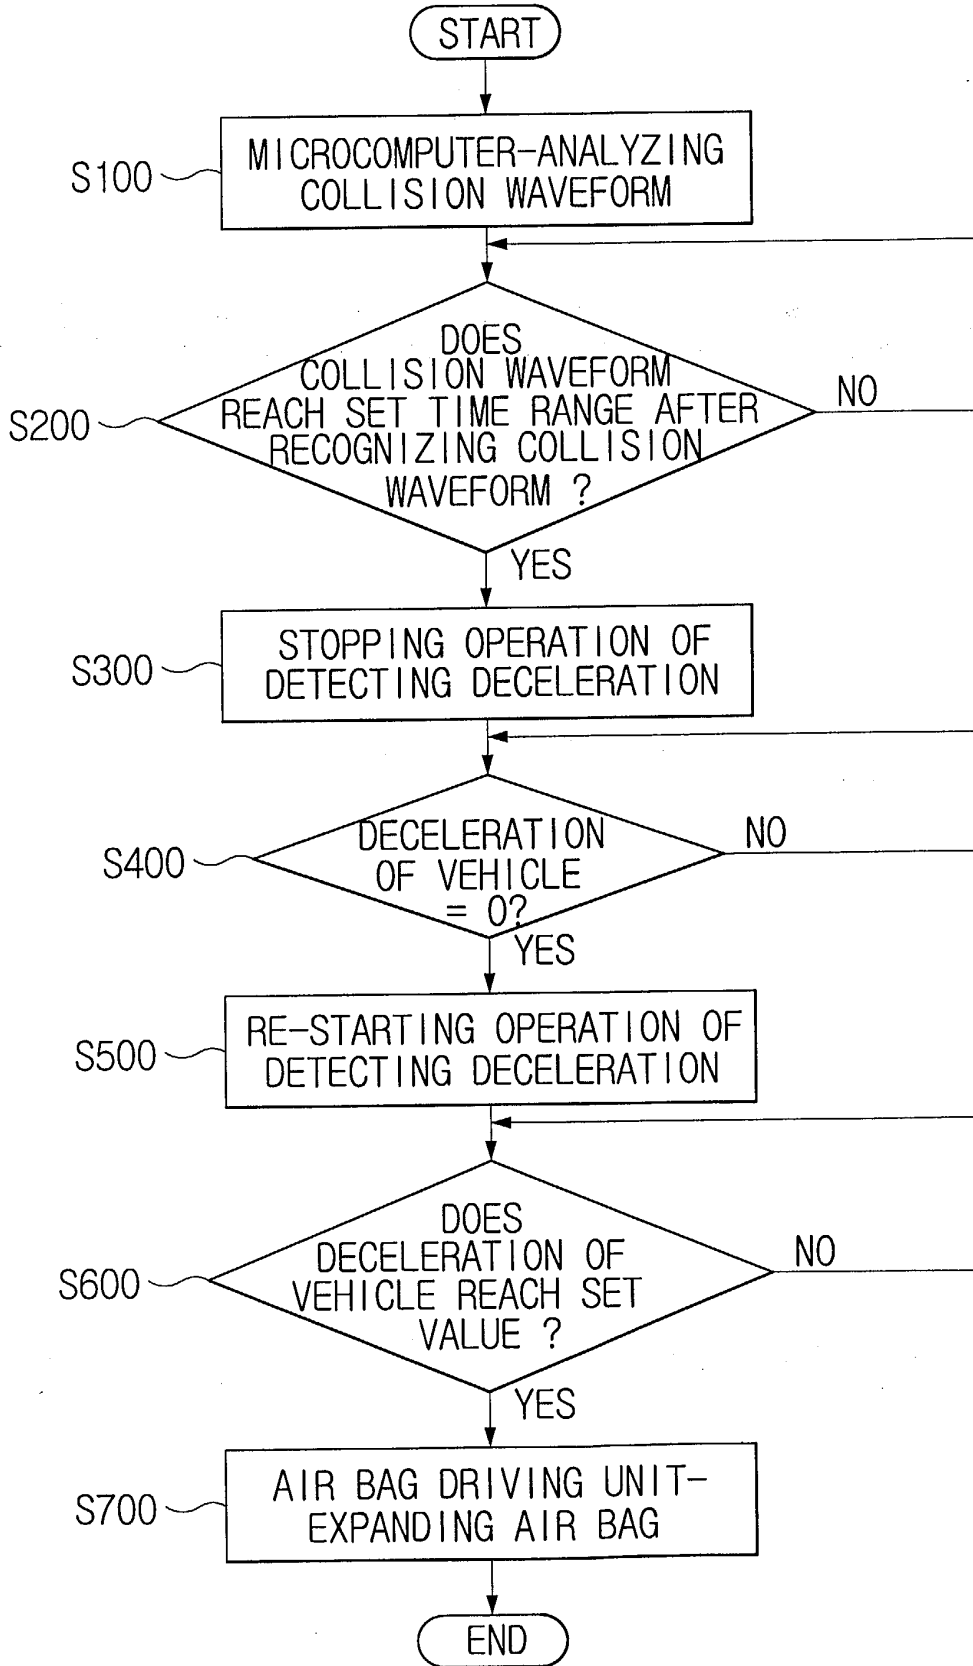 START
S100
MICROCOMPUTER-ANALYZING
COLLISION WAVEFORM
S200
DOES
COLLISION WAVEFORM
REACH SET TIME RANGE AFTER
RECOGNIZING COLLISION
WAVEFORM ?
NO
YES
S300
STOPPING OPERATION OF
DETECTING DECELERATION
S400
DECELERATION
OF VEHICLE
= 0?
NO
YES
S500
RE-STARTING OPERATION OF
DETECTING DECELERATION
S600
DOES
DECELERATION OF
VEHICLE REACH SET
VALUE ?
NO
YES
S700
AIR BAG DRIVING UNIT-
EXPANDING AIR BAG
END